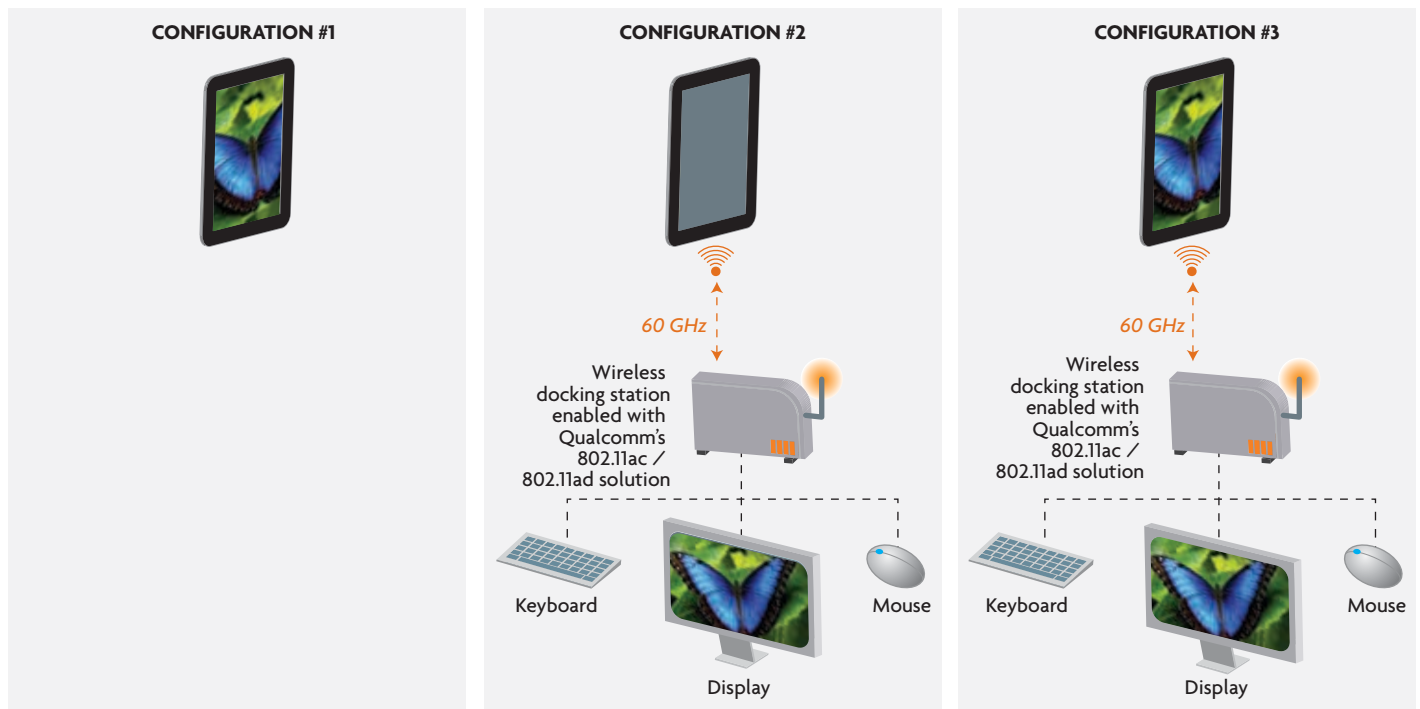 CONFIGURATION #1
CONFIGURATION #2
60 GHz
Wireless
docking station
enabled with
Qualcomm's
802.11ac /
802.11ad solution
Keyboard
Mouse
Display
CONFIGURATION #3
60 GHz
Wireless
docking station
enabled with
Qualcomm's
802.11ac /
802.11ad solution
Keyboard
Mouse
Display